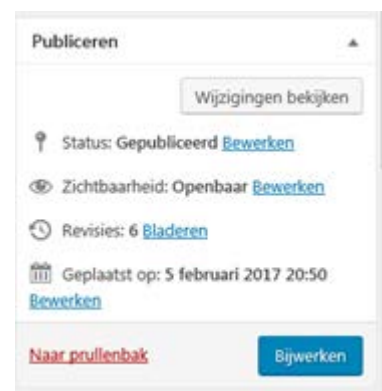 Publiceren
Wijzigingen bekijken
Status: Gepubliceerd Bewerken
Zichtbaarheid: Openbaar Bewerken
Revisies: 6 Bladeren
Geplaatst op: 5 februari 2017 20:50
Bewerken
Naar prullenbak Bijwerken